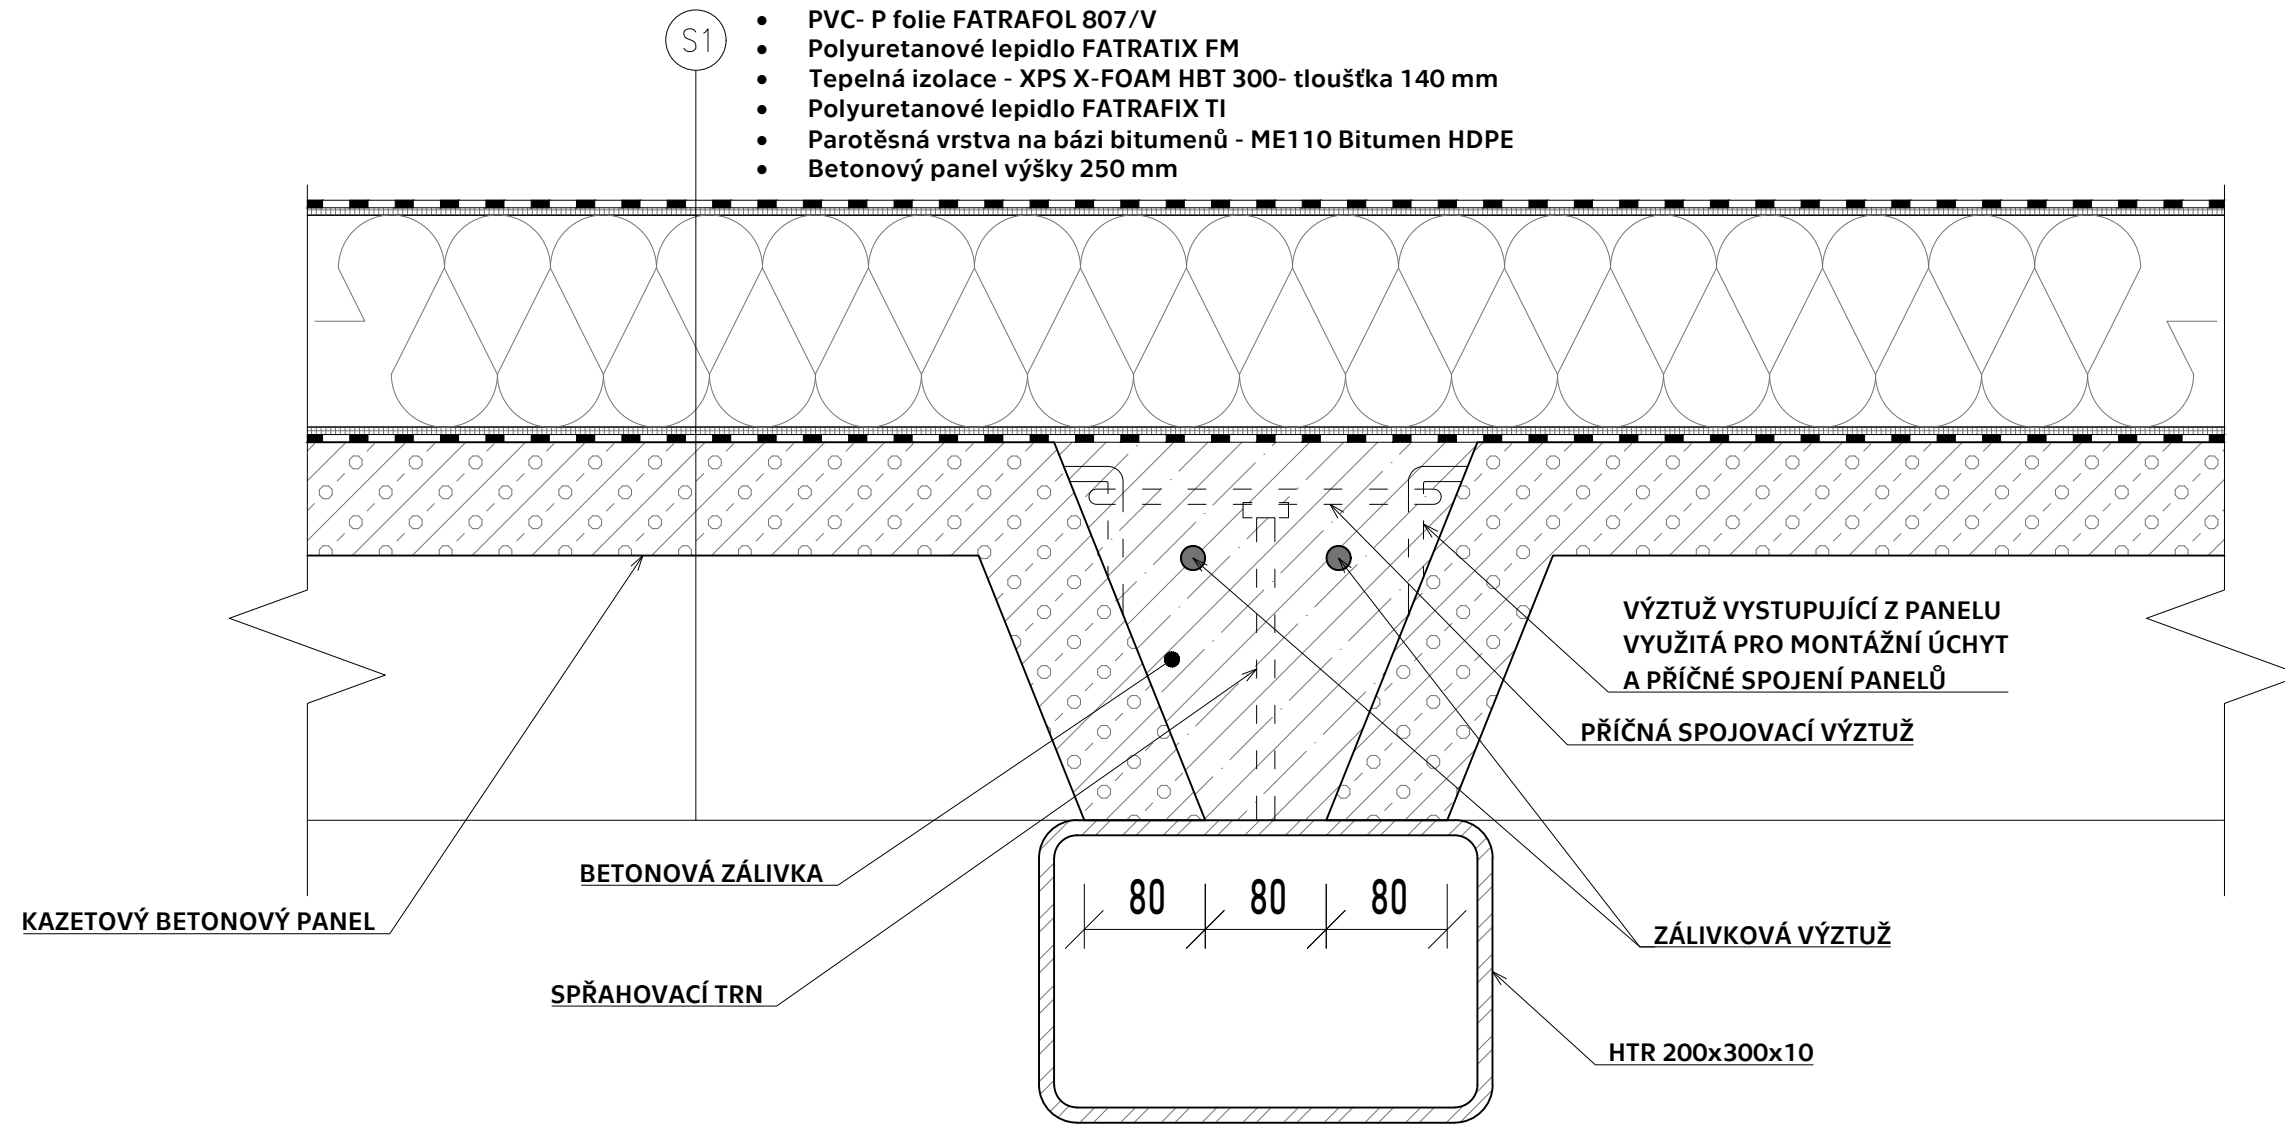 S1
• PVC- P folie FATRAFOL 807/V
• Polyuretanové lepidlo FATRATIX FM
• Tepelná izolace - XPS X-FOAM HBT 300- tloušťka 140 mm
• Polyuretanové lepidlo FATRAFIX TI
• Parotěsná vrstva na bázi bitumenů - ME110 Bitumen HDPE
• Betonový panel výšky 250 mm
VÝZTUŽ VYSTUPUJÍCÍ Z PANELU
VYUŽITÁ PRO MONTÁŽNÍ ÚCHYT
A PŘÍČNÉ SPOJENÍ PANELŮ
PŘÍČNÁ SPOJOVACÍ VÝZTUŽ
BETONOVÁ ZÁLIVKA
80 80 80
KAZETOVÝ BETONOVÝ PANEL
ZÁLIVKOVÁ VÝZTUŽ
SPŘAHOVACÍ TRN
HTR 200x300x10